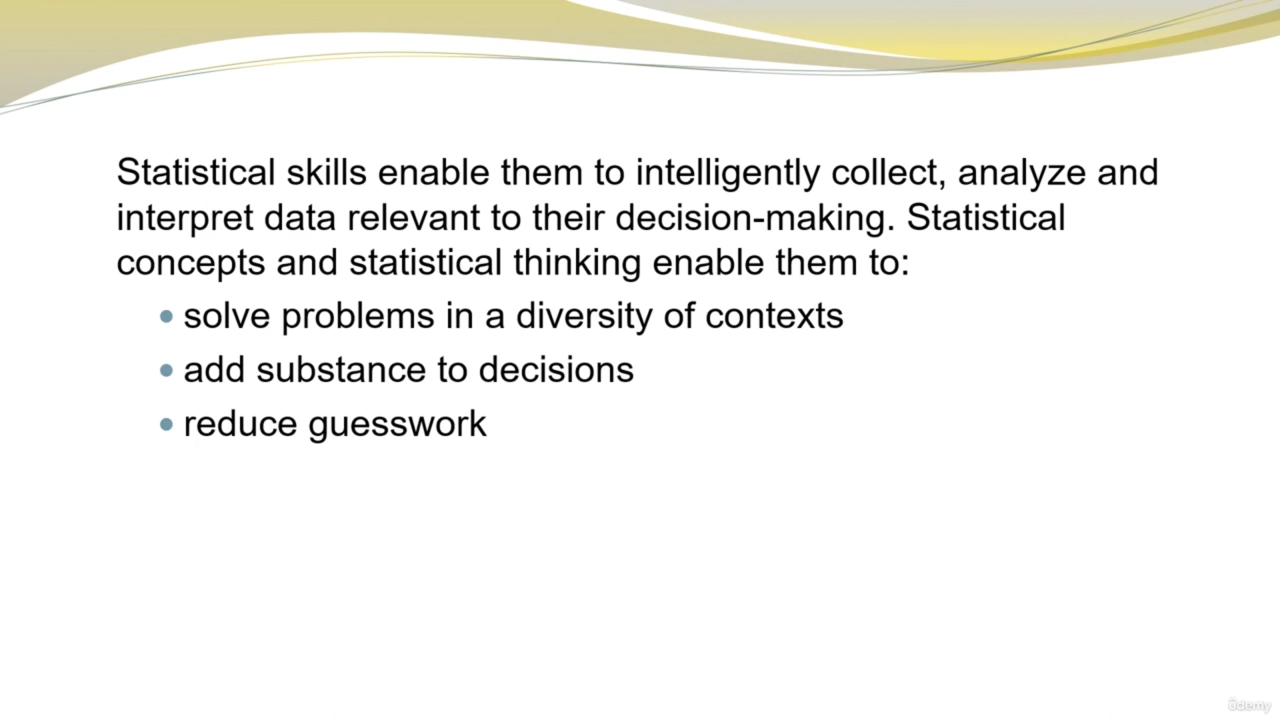 Statistical skills enable them to intelligently collect, analyze and
interpret data relevant to their decision-making. Statistical
concepts and statistical thinking enable them to:
• solve problems in a diversity of contexts
• add substance to decisions
• reduce guesswork
ûdemy